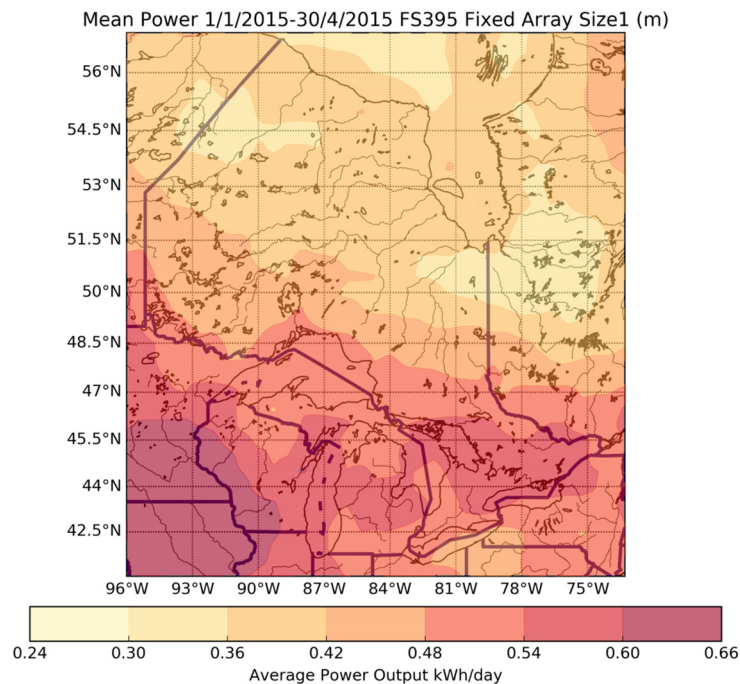 Mean Power 1/1/2015-30/4/2015 FS395 Fixed Array Size1 (m)
56°N
54.5°N
53°N
51.5°N
50°N
48.5°N
47°N
45.5°N
44°N
42.5°N
96°W 93°W 90°W 87°W 84°W 81°W 78°W 75°W
0.24 0.30 0.36 0.42 0.48 0.54 0.60 0.66
Average Power Output kWh/day